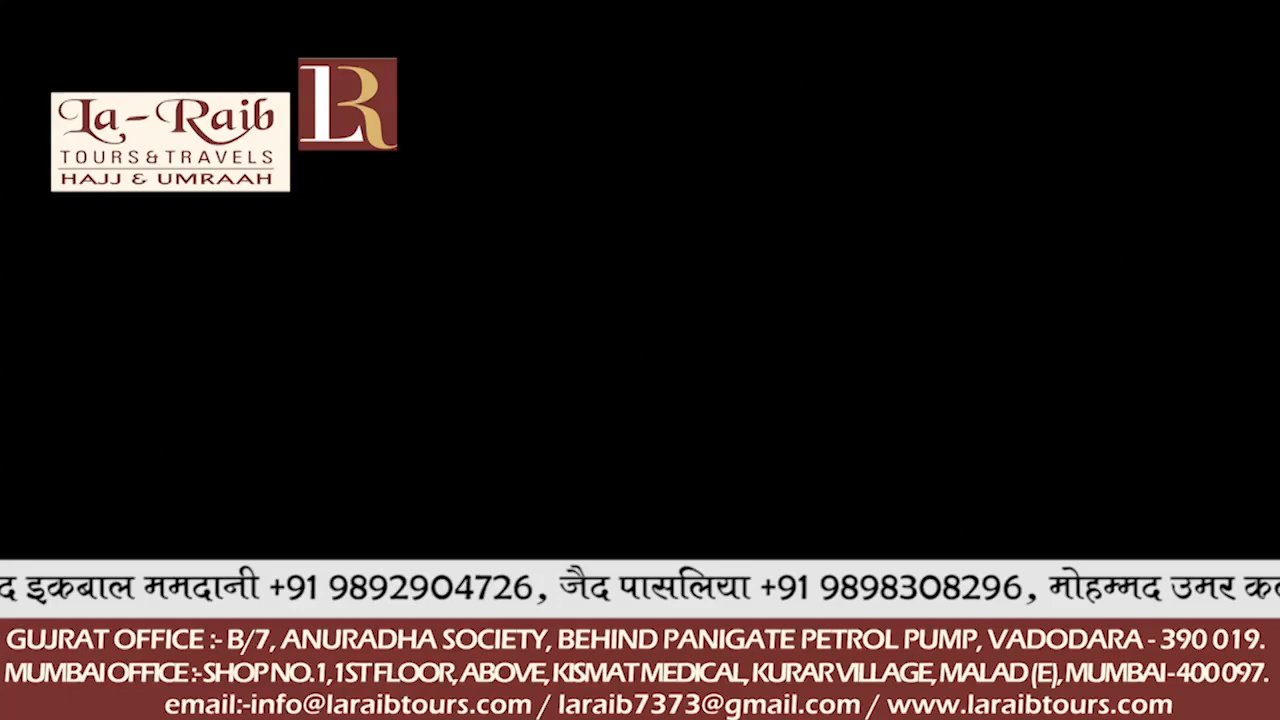 La-Raib
TOURS & TRAVELS
HAJJ & UMRAAH
LR
इकबाल ममदानी +91 9892904726, जैद पासलिया +91 9898308296, मोहम्मद उमर
GUJRAT OFFICE :- B/7, ANURADHA SOCIETY, BEHIND PANIGATE PETROL PUMP, VADODARA - 390 019.
MUMBAI OFFICE :- SHOP NO. 1, 1ST FLOOR, ABOVE, KISMAT MEDICAL, KURAR VILLAGE, MALAD (E), MUMBAI - 400 097.
email:-info@laraibtours.com / laraib7373@gmail.com / www.laraibtours.com